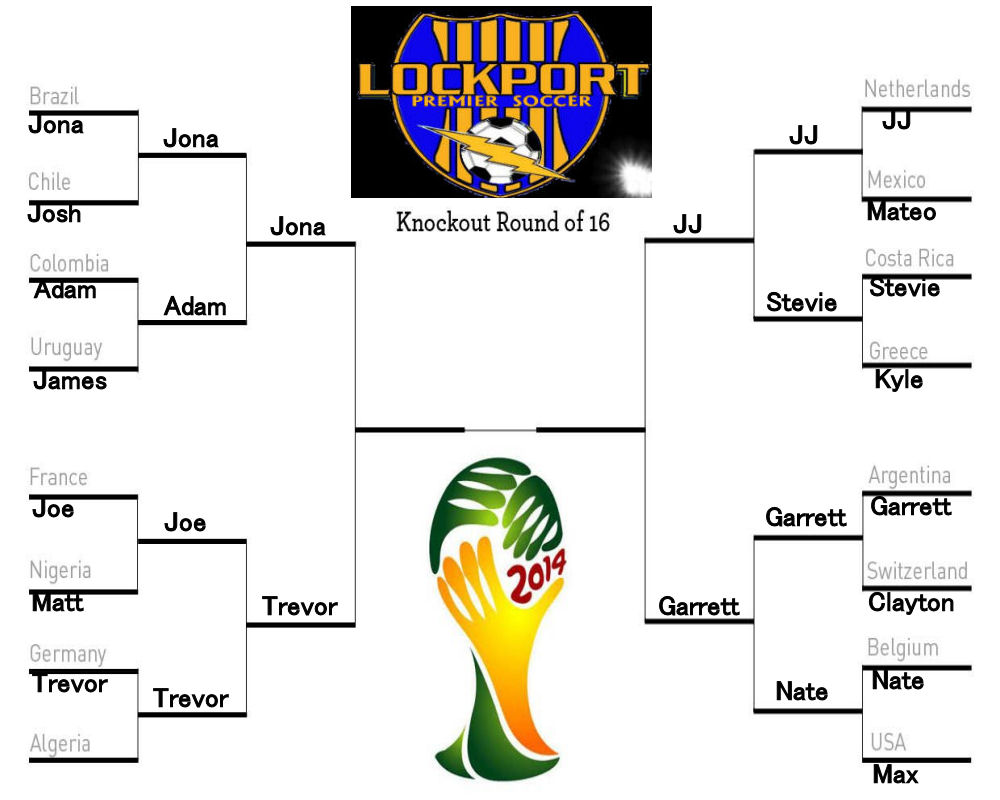 LOCKPORT
PREMIER SOCCER
Knockout Round of 16
Brazil
Jona
Chile
Josh
Colombia
Adam
Uruguay
James
France
Joe
Nigeria
Matt
Germany
Trevor
Algeria
Jona
Adam
Joe
Trevor
Jona
Trevor
2014
JJ
Garrett
JJ
Stevie
Garrett
Nate
Netherlands
JJ
Mexico
Mateo
Costa Rica
Stevie
Greece
Kyle
Argentina
Garrett
Switzerland
Clayton
Belgium
Nate
USA
Max